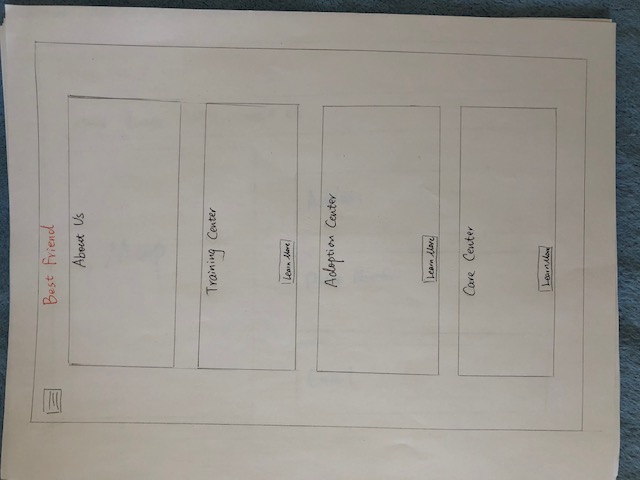 Best Friend
About Us
Training Center
Learn More
Adoption Center
Learn More
Care Center
Learn More